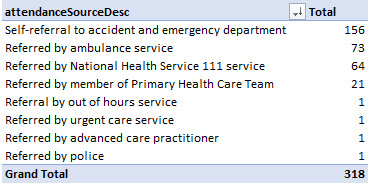 attendanceSourceDesc Total
Self-referral to accident and emergency department 156
Referred by ambulance service 73
Referred by National Health Service 111 service 64
Referred by member of Primary Health Care Team 21
Referral by out of hours service 1
Referred by urgent care service 1
Referred by advanced care practitioner 1
Referred by police 1
Grand Total 318